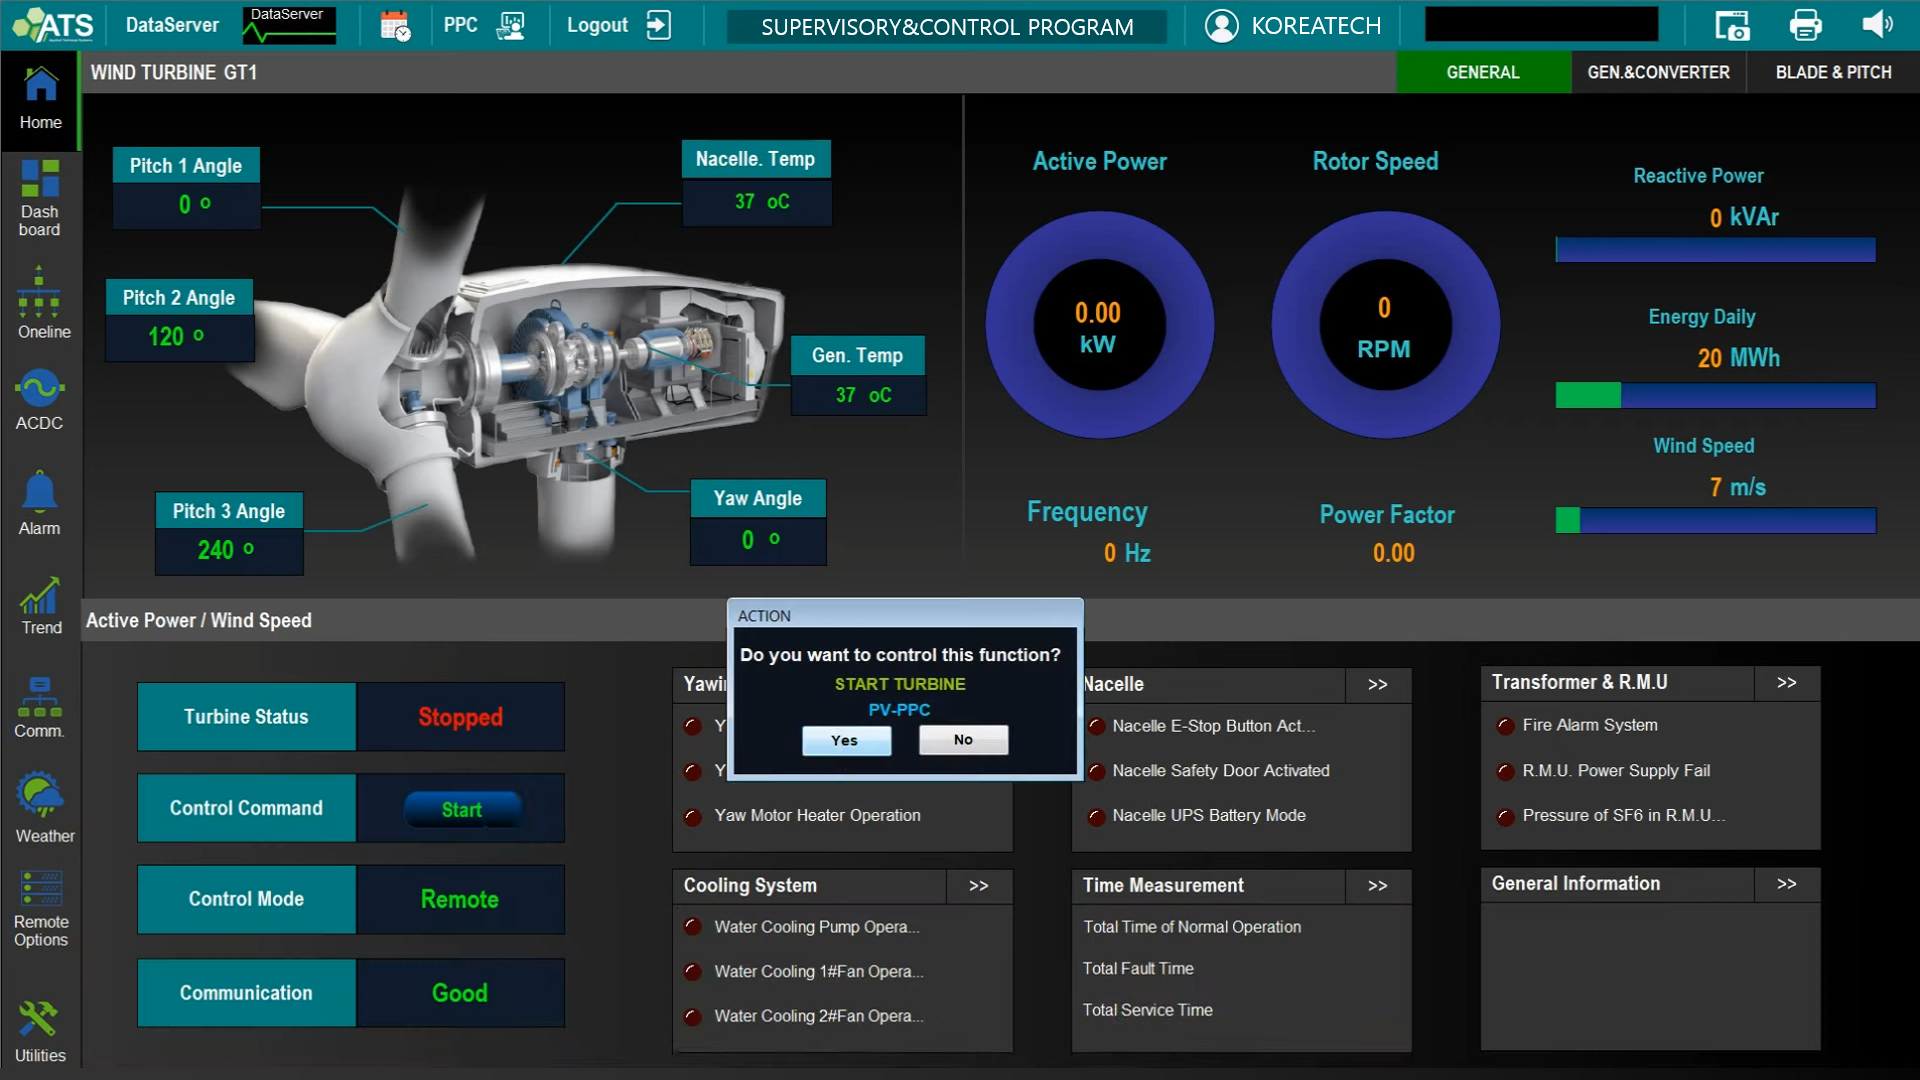 ATS
DataServer
DataServer
PPC
Logout
SUPERVISORY&CONTROL PROGRAM
KOREATECH
WIND TURBINE GT1
GENERAL
GEN.&CONVERTER
BLADE & PITCH
Home
Dash
board
Oneline
ACDC
Alarm
Trend
Comm.
Weather
Remote
Options
Utilities
Pitch 1 Angle
0 o
Pitch 2 Angle
120 o
Pitch 3 Angle
240 o
Nacelle. Temp
37 oC
Gen. Temp
37 oC
Yaw Angle
0 o
Active Power
0.00
kW
Rotor Speed
0
RPM
Reactive Power
0 kVAr
Energy Daily
20 MWh
Wind Speed
7 m/s
Frequency
0 Hz
Power Factor
0.00
Active Power / Wind Speed
Turbine Status
Stopped
Control Command
Start
Control Mode
Remote
Communication
Good
ACTION
Do you want to control this function?
START TURBINE
PV-PPC
Yes
No
Yaw Motor Heater Operation
Nacelle >>
Nacelle E-Stop Button Act...
Nacelle Safety Door Activated
Nacelle UPS Battery Mode
Transformer & R.M.U >>
Fire Alarm System
R.M.U. Power Supply Fail
Pressure of SF6 in R.M.U...
Cooling System >>
Water Cooling Pump Opera...
Water Cooling 1#Fan Opera...
Water Cooling 2#Fan Opera...
Time Measurement >>
Total Time of Normal Operation
Total Fault Time
Total Service Time
General Information >>